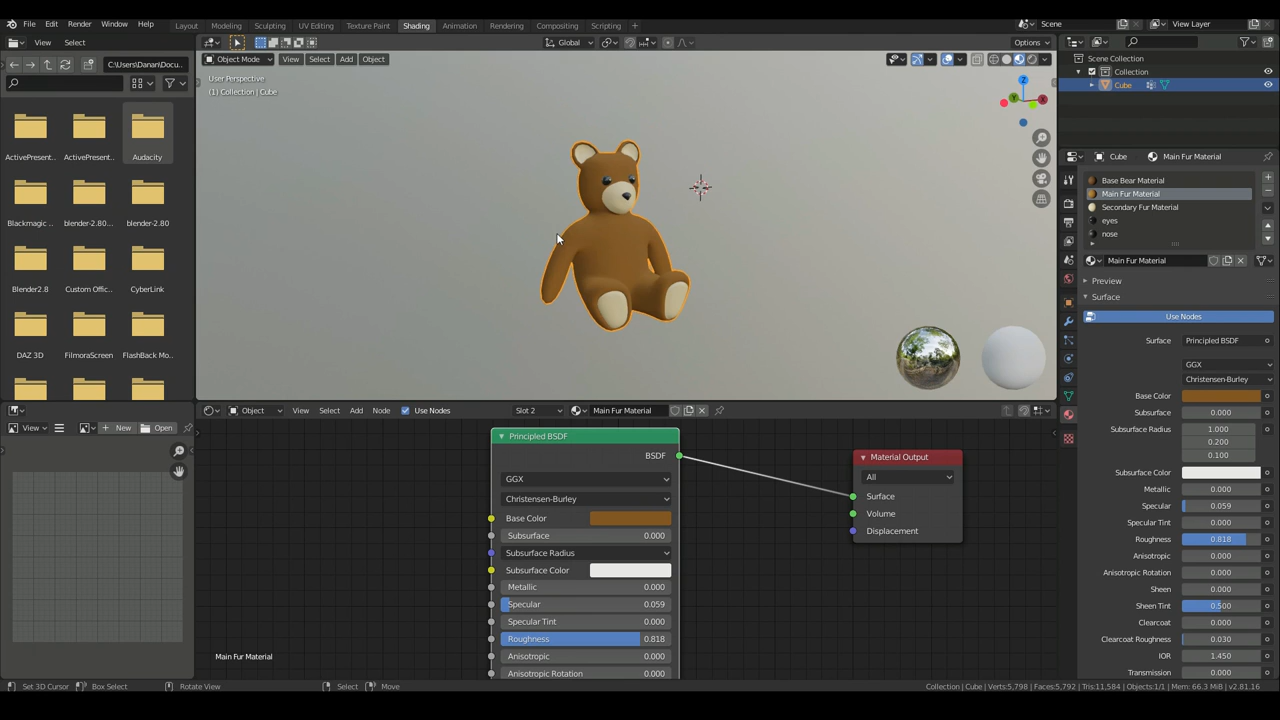 File Edit Render Window Help
Layout Modeling Sculpting UV Editing Texture Paint Shading Animation Rendering Compositing Scripting +
Scene
View Layer
View Select
Global
Options
C:\Users\Danan\Docu...
Object Mode View Select Add Object
User Perspective
(1) Collection | Cube
Z
Y
X
ActivePresent...
ActivePresent..
Audacity
Blackmagic ...
blender-2.80...
blender-2.80
Blender2.8
Custom Offic...
CyberLink
DAZ 3D
FilmoraScreen
FlashBack Mo...
Scene Collection
Collection
Cube
Cube Main Fur Material
Base Bear Material
Main Fur Material
Secondary Fur Material
eyes
nose
Main Fur Material
Preview
Surface
Use Nodes
Surface Principled BSDF
GGX
Christensen-Burley
Base Color
Subsurface 0.000
Subsurface Radius 1.000
0.200
0.100
Subsurface Color
Metallic 0.000
Specular 0.059
Specular Tint 0.000
Roughness 0.818
Anisotropic 0.000
Anisotropic Rotation 0.000
Sheen 0.000
Sheen Tint 0.500
Clearcoat 0.000
Clearcoat Roughness 0.030
IOR 1.450
Transmission 0.000
View New Open
Object View Select Add Node Use Nodes Slot 2 Main Fur Material
Principled BSDF
BSDF
GGX
Christensen-Burley
Base Color
Subsurface 0.000
Subsurface Radius
Subsurface Color
Metallic 0.000
Specular 0.059
Specular Tint 0.000
Roughness 0.818
Anisotropic 0.000
Anisotropic Rotation 0.000
Material Output
All
Surface
Volume
Displacement
Main Fur Material
Set 3D Cursor Box Select Rotate View Select Move
Collection | Cube | Verts:5,798 | Faces:5,792 | Tris:11,584 | Objects:1/1 | Mem: 66.3 MiB | v2.81.16